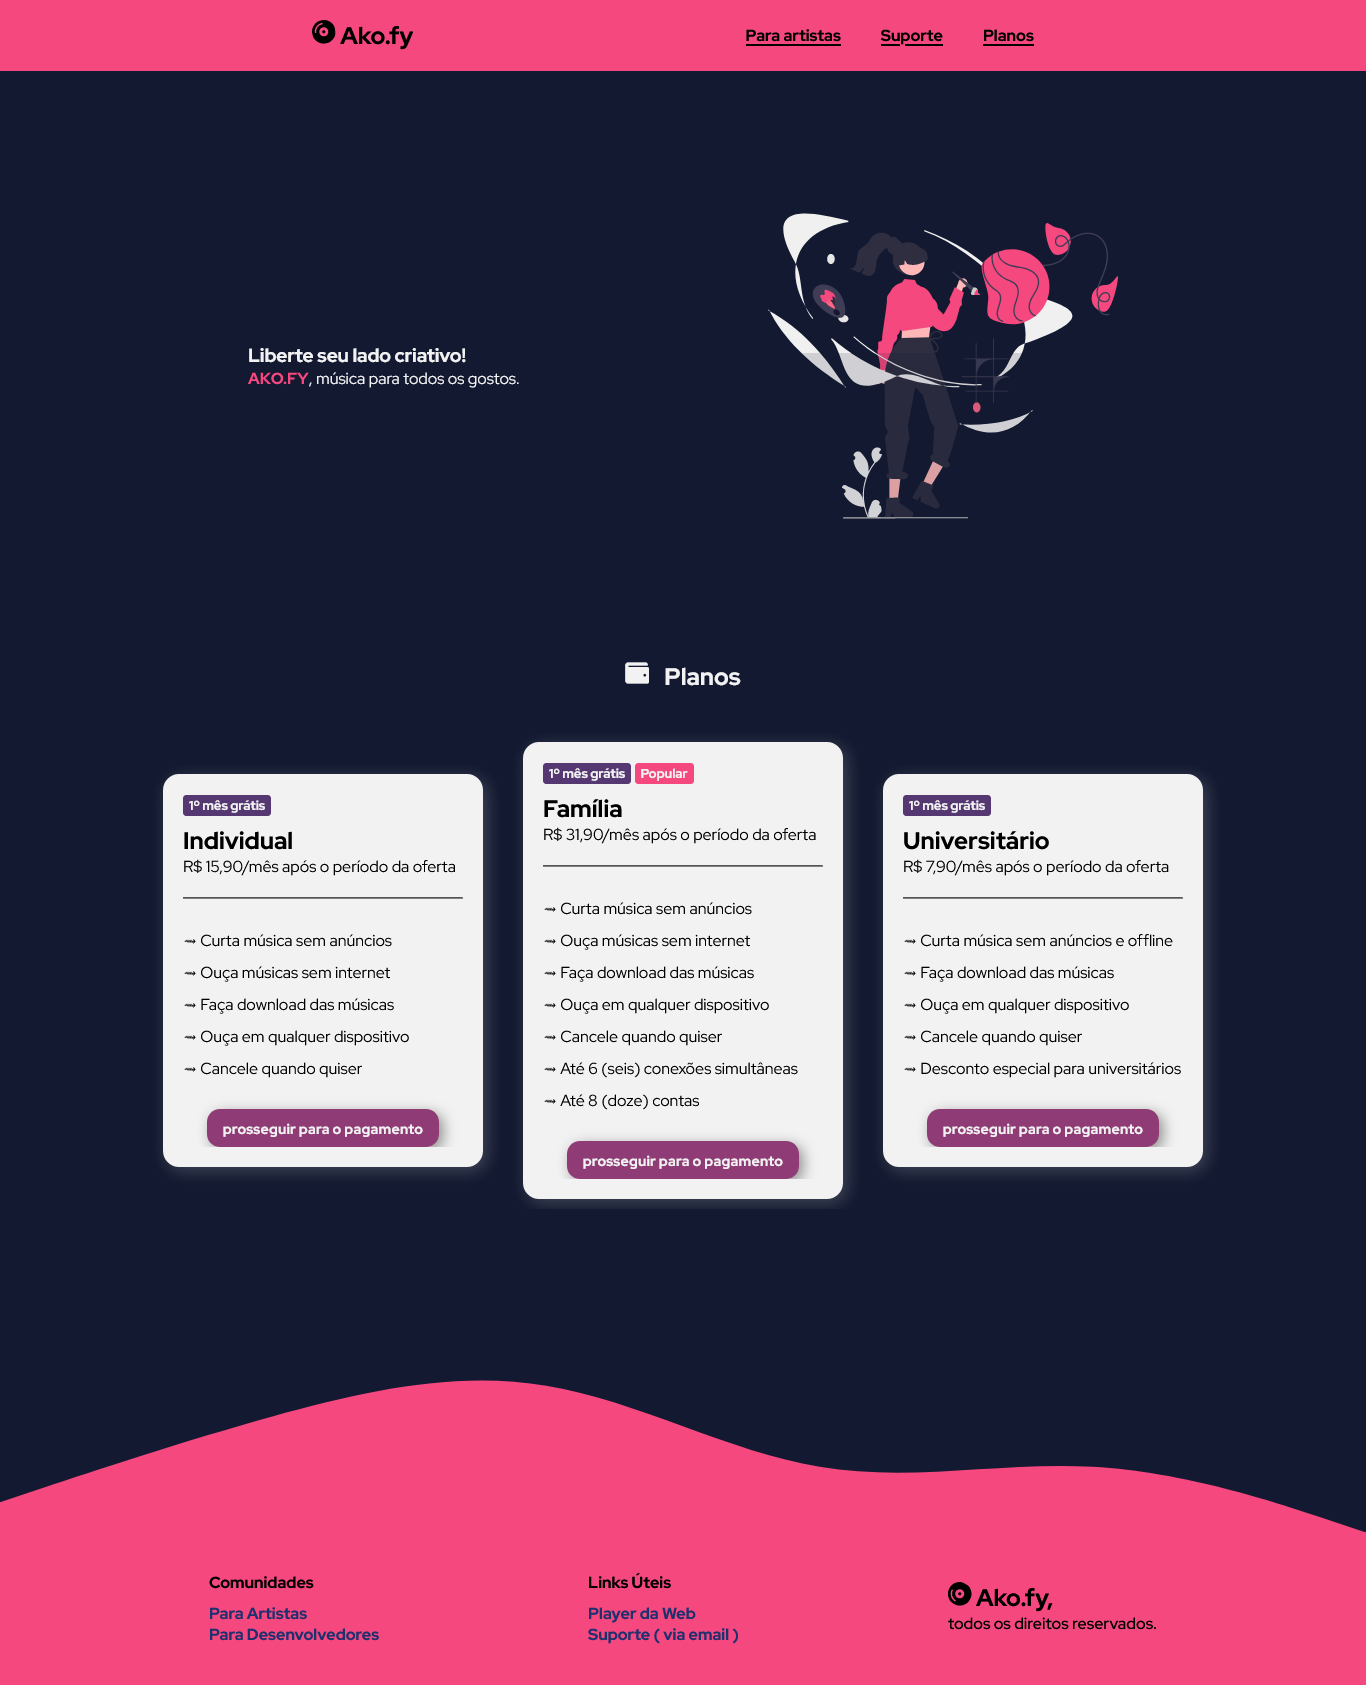 Ako.fy
Para artistas
Suporte
Planos
Liberte seu lado criativo!
AKO.FY, música para todos os gostos.
Planos
1º mês grátis
Individual
R$ 15,90/mês após o período da oferta
⇝ Curta música sem anúncios
⇝ Ouça músicas sem internet
⇝ Faça download das músicas
⇝ Ouça em qualquer dispositivo
⇝ Cancele quando quiser
prosseguir para o pagamento
1º mês grátis Popular
Família
R$ 31,90/mês após o período da oferta
⇝ Curta música sem anúncios
⇝ Ouça músicas sem internet
⇝ Faça download das músicas
⇝ Ouça em qualquer dispositivo
⇝ Cancele quando quiser
⇝ Até 6 (seis) conexões simultâneas
⇝ Até 8 (doze) contas
prosseguir para o pagamento
1º mês grátis
Universitário
R$ 7,90/mês após o período da oferta
⇝ Curta música sem anúncios e offline
⇝ Faça download das músicas
⇝ Ouça em qualquer dispositivo
⇝ Cancele quando quiser
⇝ Desconto especial para universitários
prosseguir para o pagamento
Comunidades
Para Artistas
Para Desenvolvedores
Links Úteis
Player da Web
Suporte ( via email )
Ako.fy,
todos os direitos reservados.